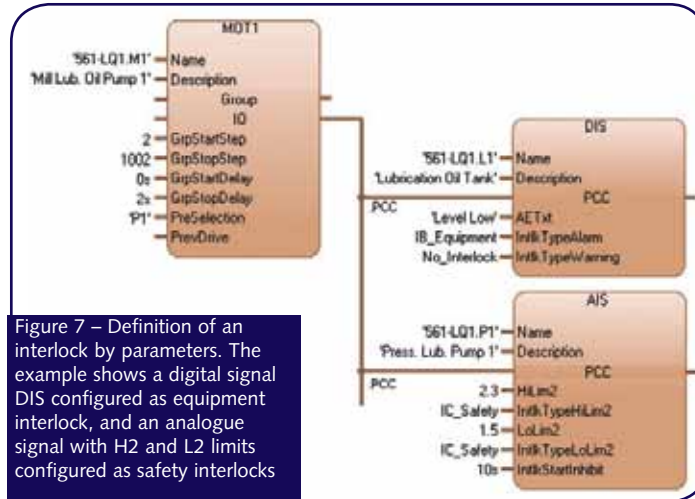 MOT1
'561-LQ1.M1' Name
'Mill Lub. Oil Pump 1' Description
Group
IO
2 GrpStartStep
1002 GrpStopStep
0s GrpStartDelay
2s GrpStopDelay
'P1' PreSelection
PrevDrive
DIS
'561-LQ1.L1' Name
'Lubrication Oil Tank' Description
PCC
PCC
'Level Low' AETxt
IB_Equipment IntlkTypeAlarm
No_Interlock IntlkTypeWarning
AIS
'561-LQ1.P1' Name
'Press. Lub. Pump 1' Description
PCC
PCC
2.3 HiLim2
IC_Safety IntlkTypeHiLim2
1.5 LoLim2
IC_Safety IntlkTypeLoLim2
10s IntlkStartInhibit
Figure 7 – Definition of an
interlock by parameters. The
example shows a digital signal
DIS configured as equipment
interlock, and an analogue
signal with H2 and L2 limits
configured as safety interlocks